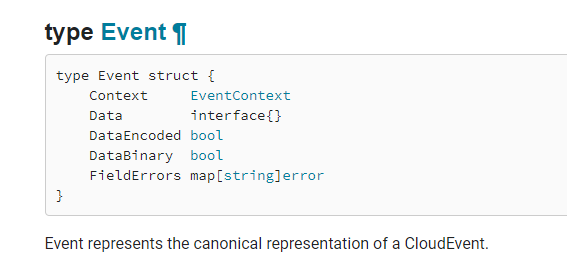 type Event ¶
type Event struct {
    Context     EventContext
    Data        interface{}
    DataEncoded bool
    DataBinary  bool
    FieldErrors map[string]error
}
Event represents the canonical representation of a CloudEvent.